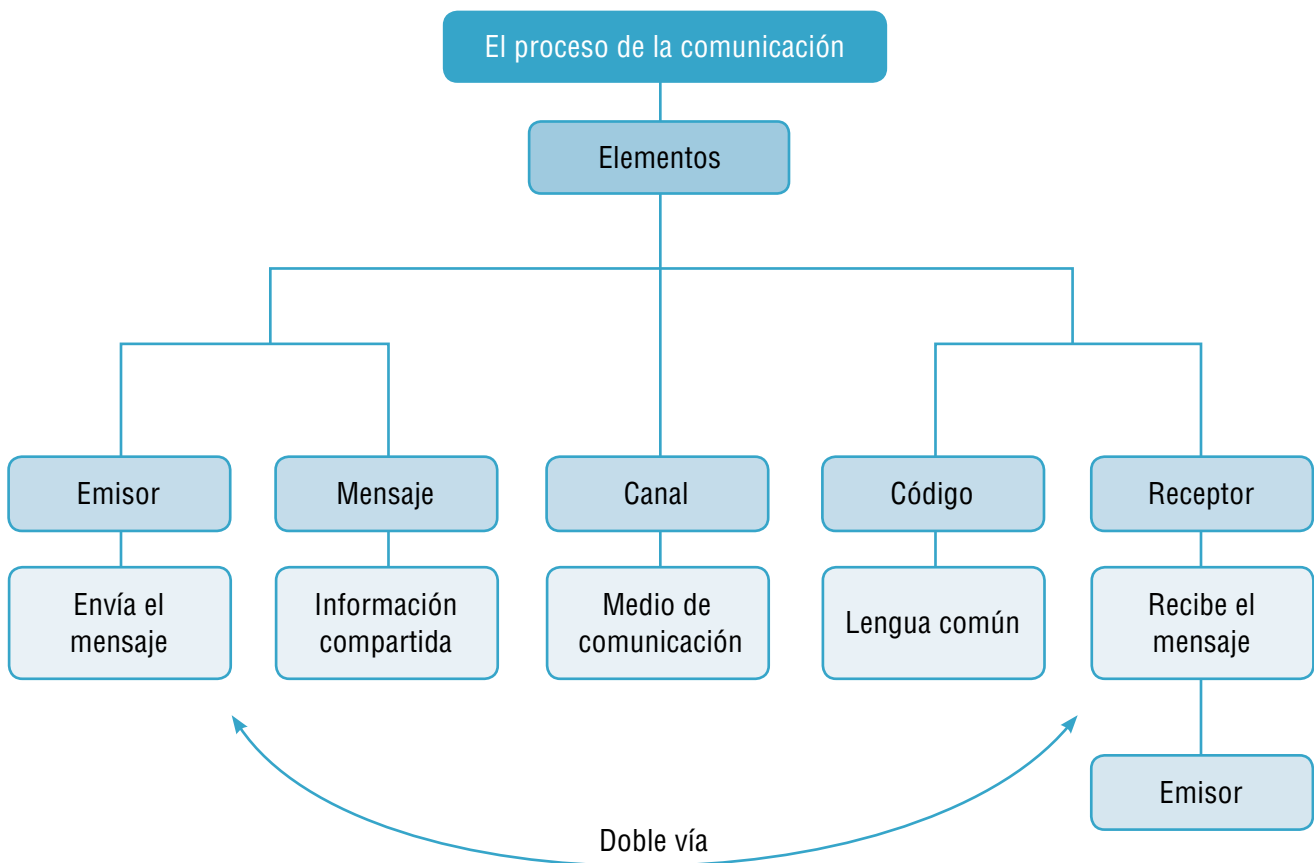 El proceso de la comunicación
Elementos
Emisor
Mensaje
Canal
Código
Receptor
Envía el
mensaje
Información
compartida
Medio de
comunicación
Lengua común
Recibe el
mensaje
Emisor
Doble vía